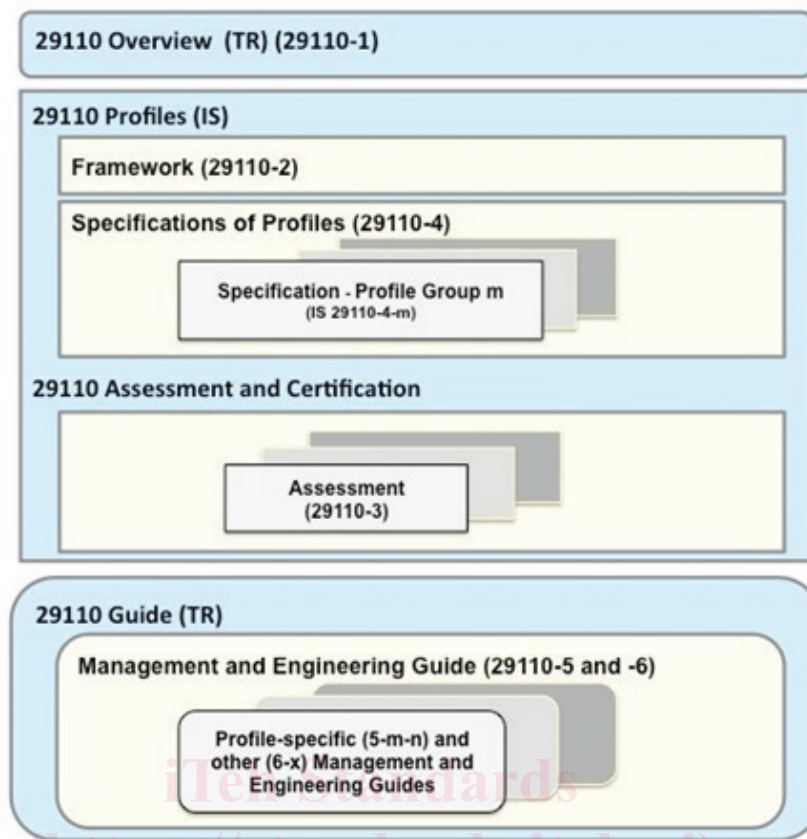 29110 Overview (TR) (29110-1)
29110 Profiles (IS)
Framework (29110-2)
Specifications of Profiles (29110-4)
Specification - Profile Group m
(IS 29110-4-m)
29110 Assessment and Certification
Assessment
(29110-3)
29110 Guide (TR)
Management and Engineering Guide (29110-5 and -6)
Profile-specific (5-m-n) and
other (6-x) Management and
Engineering Guides
iTeh Standards